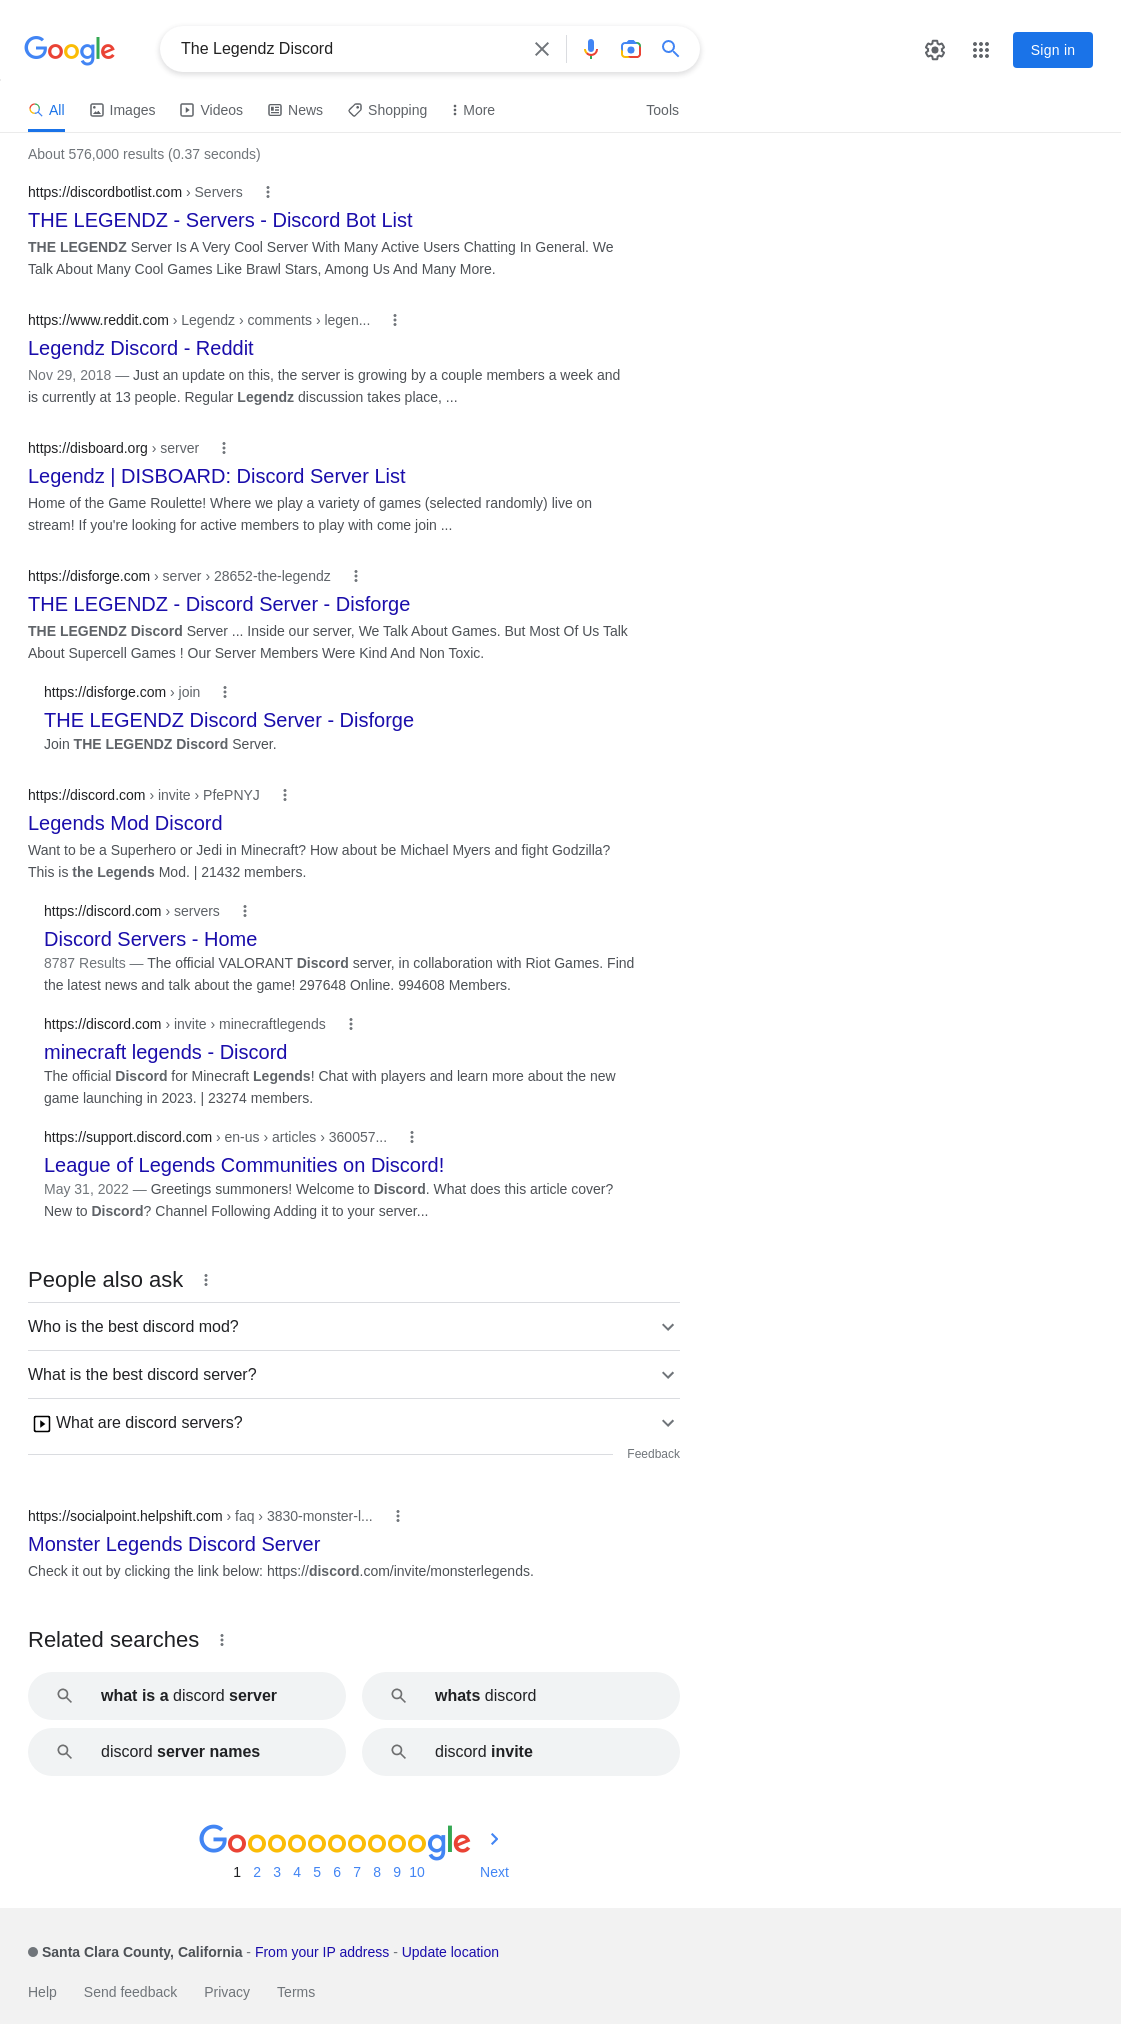 Google
The Legendz Discord
Sign in
All Images Videos News Shopping More Tools
About 576,000 results (0.37 seconds)
https://discordbotlist.com › Servers
THE LEGENDZ - Servers - Discord Bot List
THE LEGENDZ Server Is A Very Cool Server With Many Active Users Chatting In General. We
Talk About Many Cool Games Like Brawl Stars, Among Us And Many More.
https://www.reddit.com › Legendz › comments › legen...
Legendz Discord - Reddit
Nov 29, 2018 — Just an update on this, the server is growing by a couple members a week and
is currently at 13 people. Regular Legendz discussion takes place, ...
https://disboard.org › server
Legendz | DISBOARD: Discord Server List
Home of the Game Roulette! Where we play a variety of games (selected randomly) live on
stream! If you're looking for active members to play with come join ...
https://disforge.com › server › 28652-the-legendz
THE LEGENDZ - Discord Server - Disforge
THE LEGENDZ Discord Server ... Inside our server, We Talk About Games. But Most Of Us Talk
About Supercell Games ! Our Server Members Were Kind And Non Toxic.
https://disforge.com › join
THE LEGENDZ Discord Server - Disforge
Join THE LEGENDZ Discord Server.
https://discord.com › invite › PfePNYJ
Legends Mod Discord
Want to be a Superhero or Jedi in Minecraft? How about be Michael Myers and fight Godzilla?
This is the Legends Mod. | 21432 members.
https://discord.com › servers
Discord Servers - Home
8787 Results — The official VALORANT Discord server, in collaboration with Riot Games. Find
the latest news and talk about the game! 297648 Online. 994608 Members.
https://discord.com › invite › minecraftlegends
minecraft legends - Discord
The official Discord for Minecraft Legends! Chat with players and learn more about the new
game launching in 2023. | 23274 members.
https://support.discord.com › en-us › articles › 360057...
League of Legends Communities on Discord!
May 31, 2022 — Greetings summoners! Welcome to Discord. What does this article cover?
New to Discord? Channel Following Adding it to your server...
People also ask
Who is the best discord mod?
What is the best discord server?
What are discord servers?
Feedback
https://socialpoint.helpshift.com › faq › 3830-monster-l...
Monster Legends Discord Server
Check it out by clicking the link below: https://discord.com/invite/monsterlegends.
Related searches
what is a discord server
whats discord
discord server names
discord invite
Goooooooooogle
1 2 3 4 5 6 7 8 9 10 Next
Santa Clara County, California - From your IP address - Update location
Help Send feedback Privacy Terms